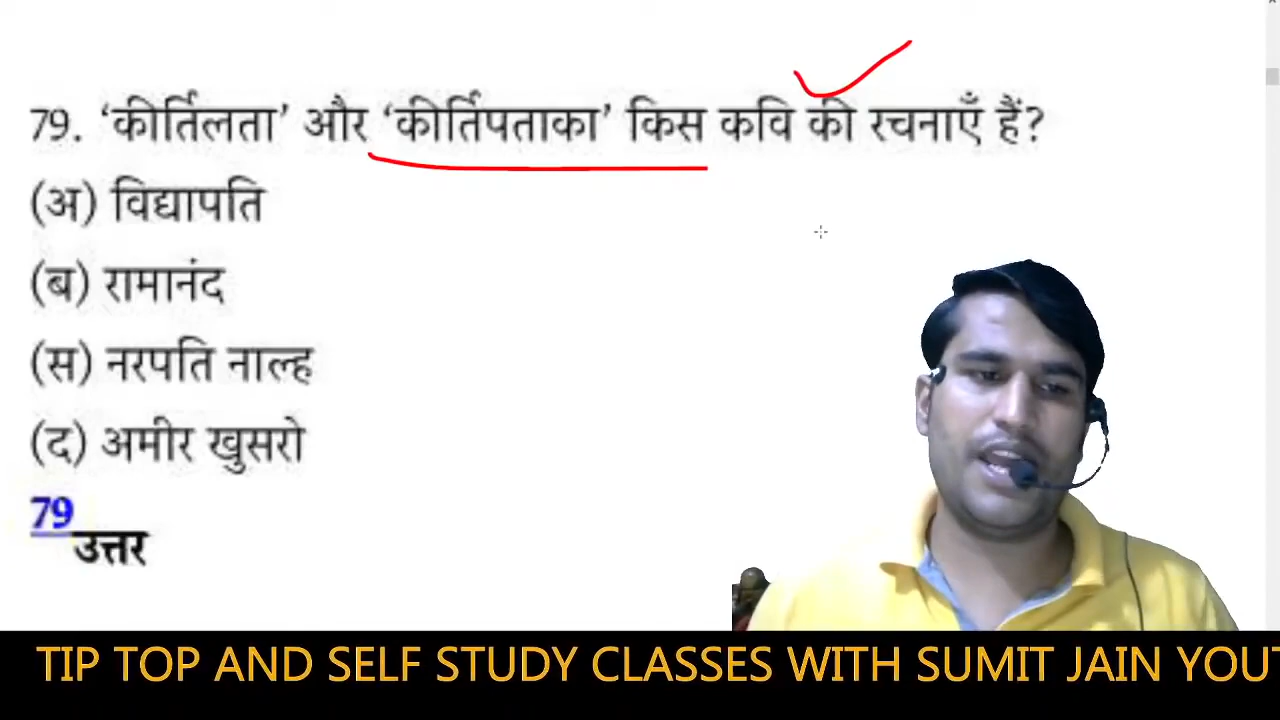 79. ‘कीर्तिलता’ और ‘कीर्तिपताका’ किस कवि की रचनाएँ हैं?
(अ) विद्यापति
(ब) रामानंद
(स) नरपति नाल्ह
(द) अमीर खुसरो
79
उत्तर
TIP TOP AND SELF STUDY CLASSES WITH SUMIT JAIN YOUT